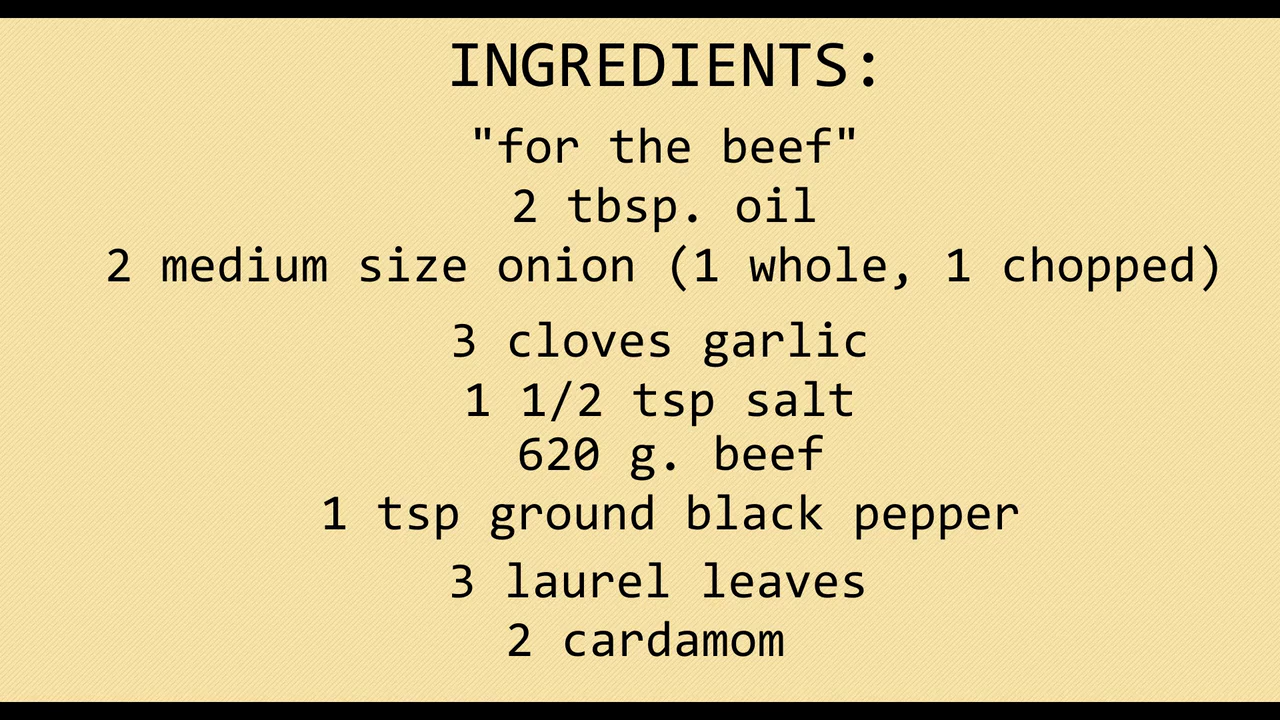 INGREDIENTS:
"for the beef"
2 tbsp. oil
2 medium size onion (1 whole, 1 chopped)
3 cloves garlic
1 1/2 tsp salt
620 g. beef
1 tsp ground black pepper
3 laurel leaves
2 cardamom